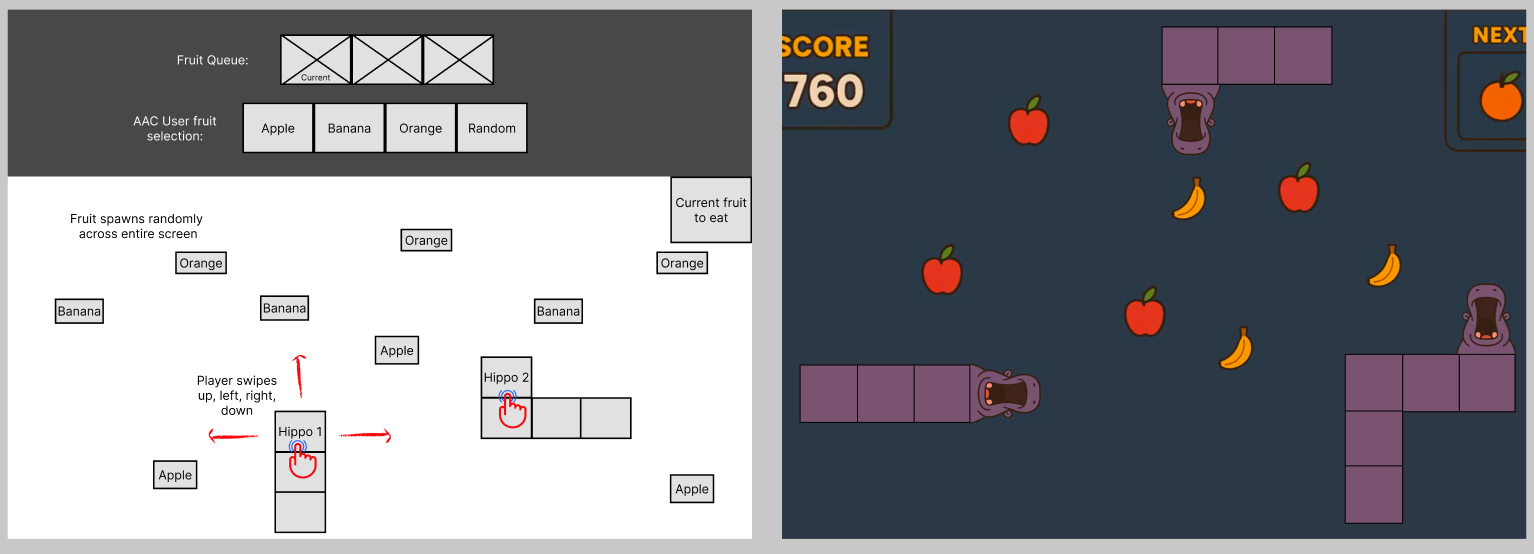 Fruit Queue:
Current
AAC User fruit
selection:
Apple
Banana
Orange
Random
Current fruit
to eat
Fruit spawns randomly
across entire screen
Orange
Orange
Orange
Banana
Banana
Banana
Apple
Player swipes
up, left, right,
down
Hippo 2
Hippo 1
Apple
Apple
SCORE
760
NEXT